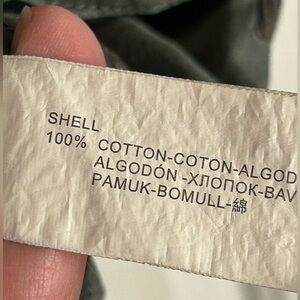 SHELL
100% COTTON-COTON-ALGOD
ALGODÓN -ХЛОПОК-BAV
PAMUK-BOMULL-綿